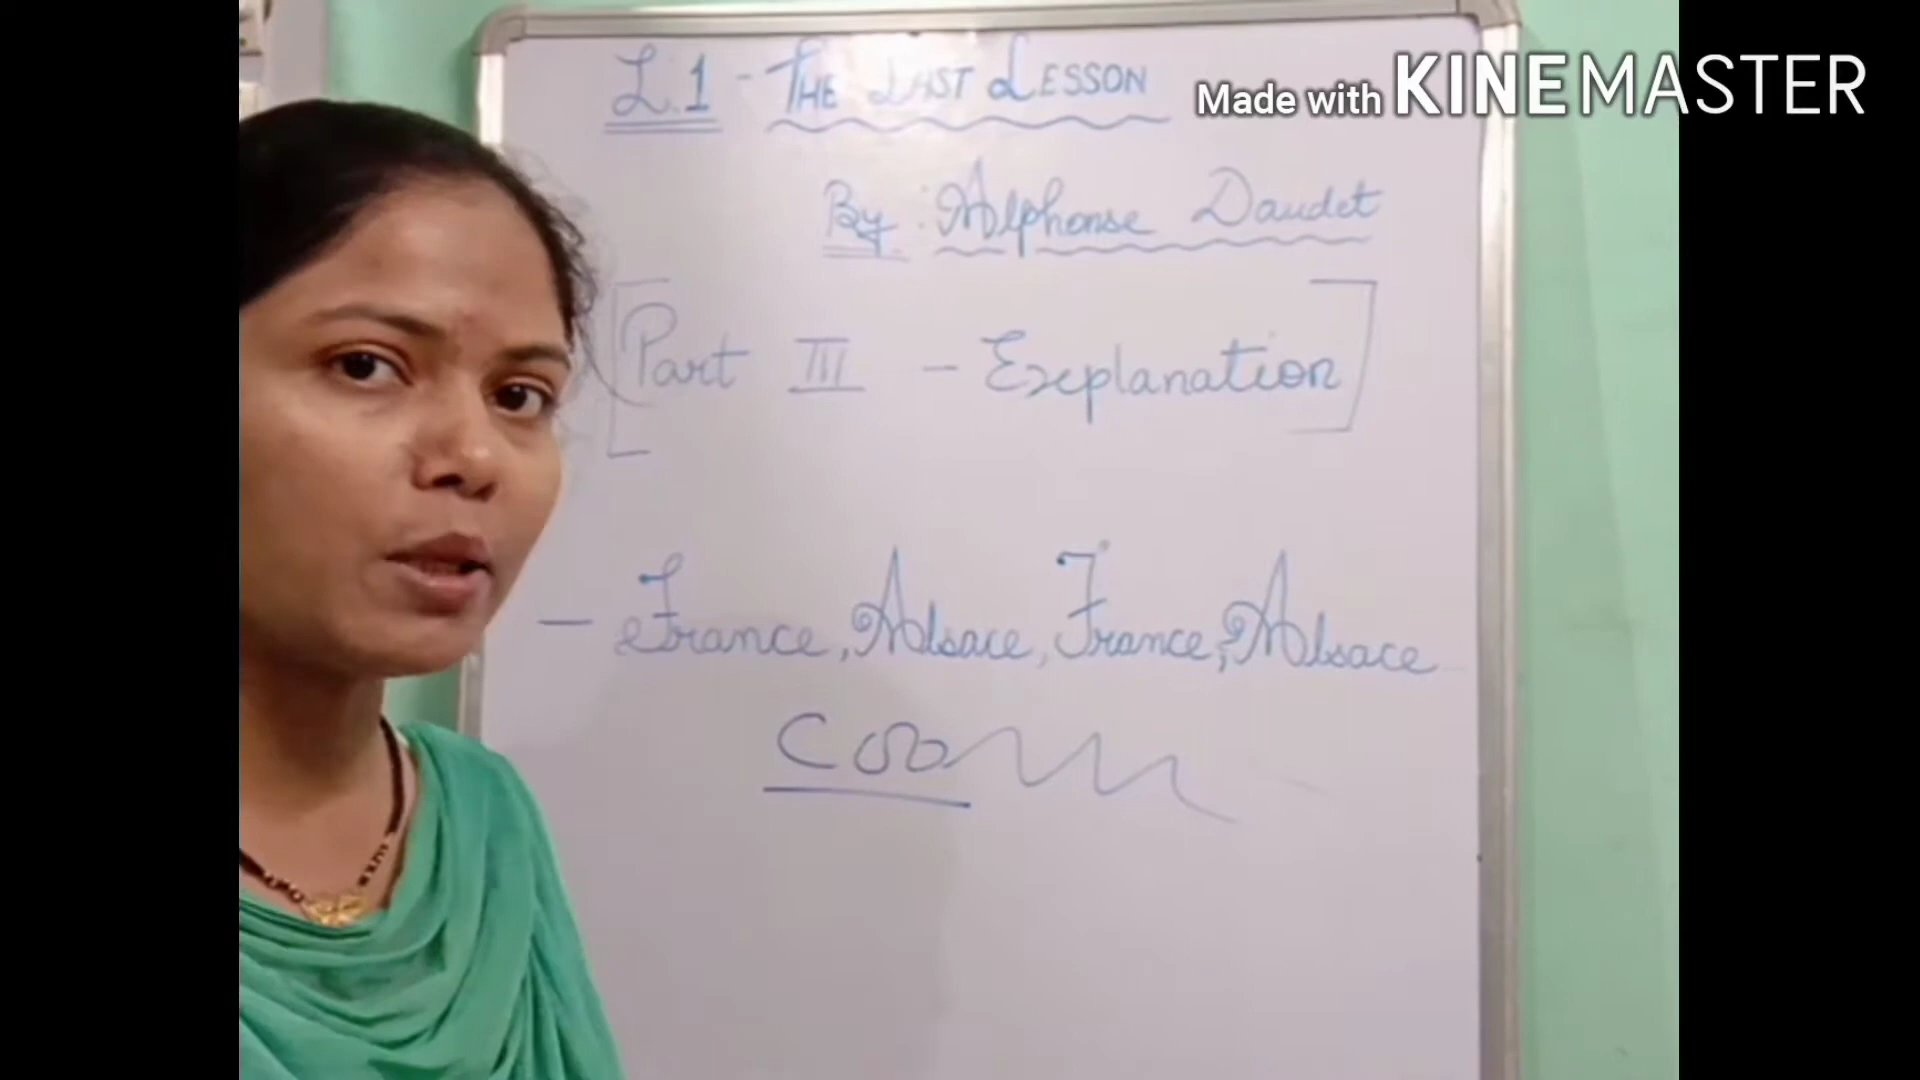 L.1 - THE LAST LESSON
Made with KINEMASTER
By : Alphonse Daudet
[Part III - Explanation]
- France, Alsace, France, Alsace